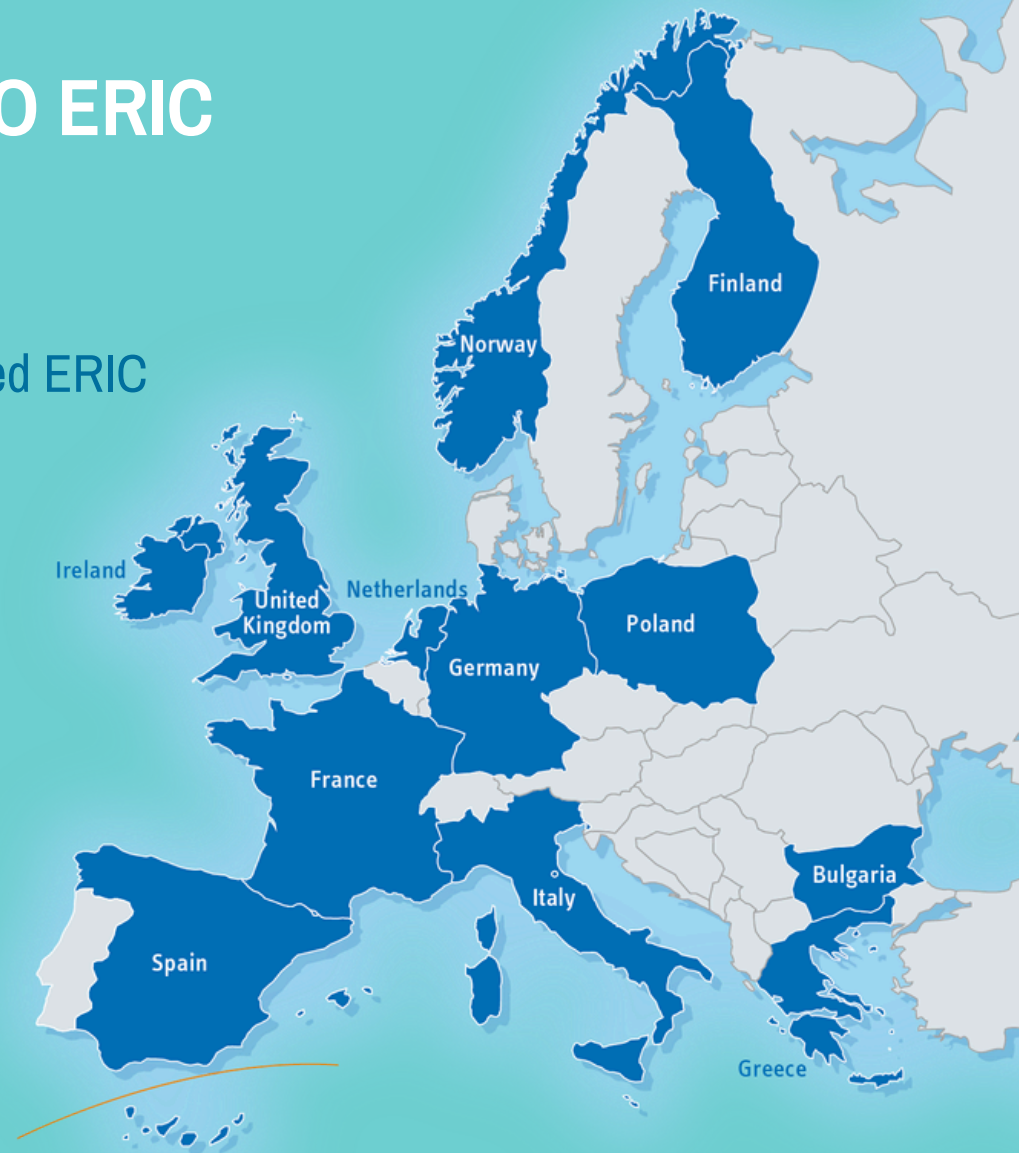 O ERIC
ed ERIC
Finland
Norway
Ireland
Netherlands
United
Kingdom
Poland
Germany
France
Bulgaria
Italy
Spain
Greece